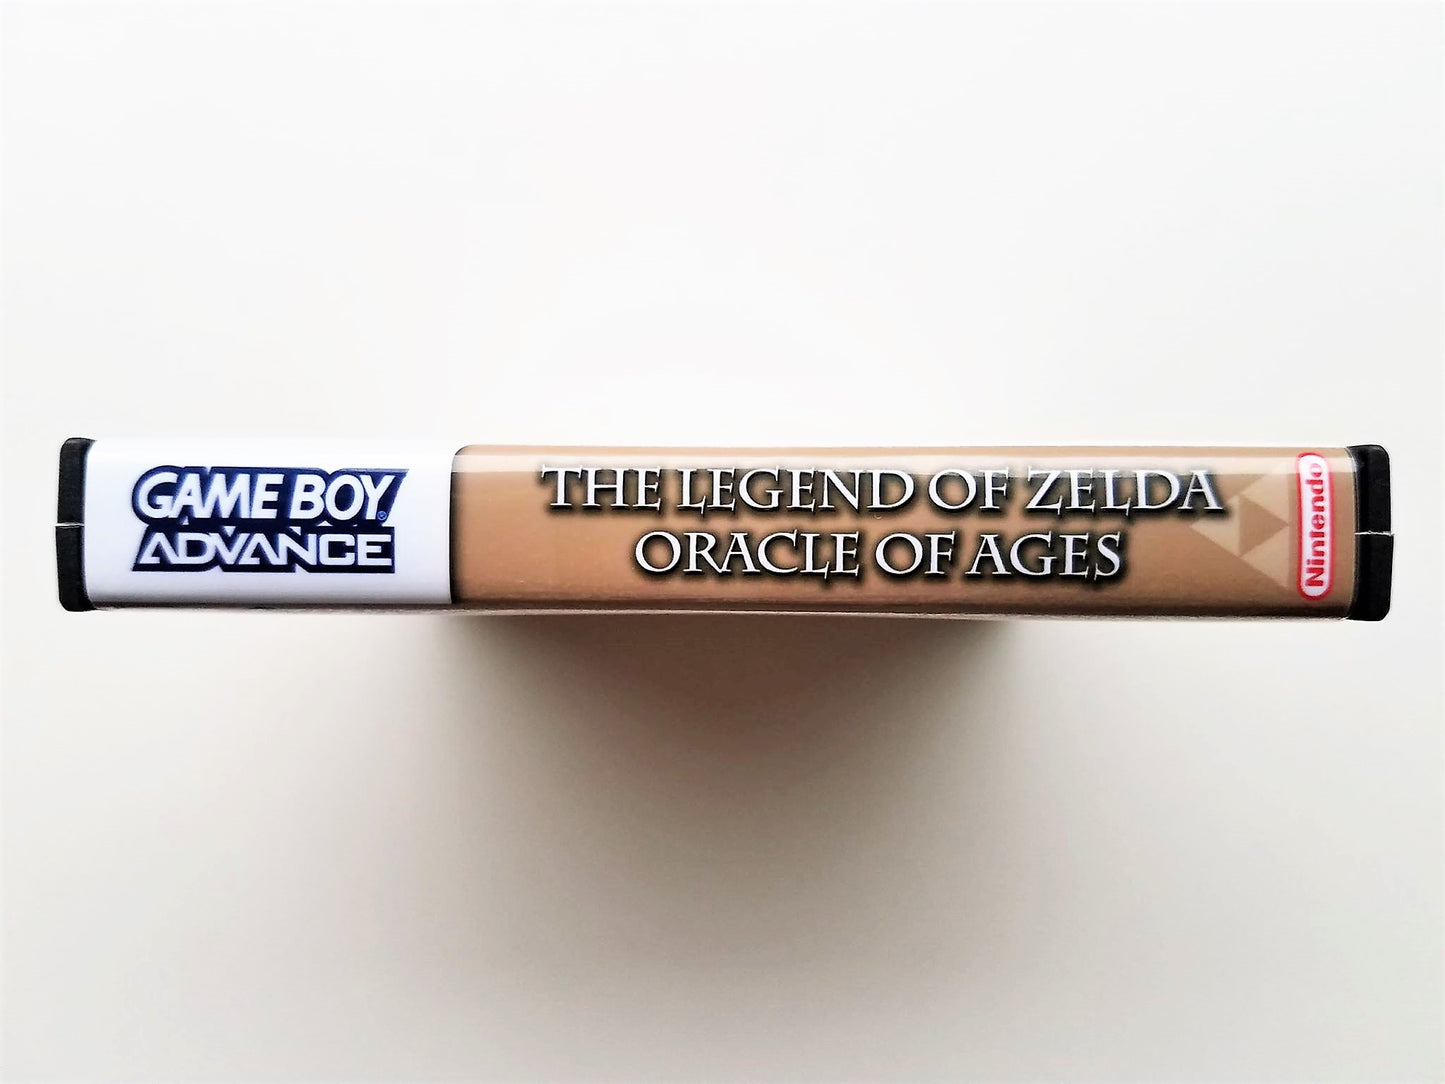 GAME BOY
ADVANCE
THE LEGEND OF ZELDA
ORACLE OF AGES
Nintendo